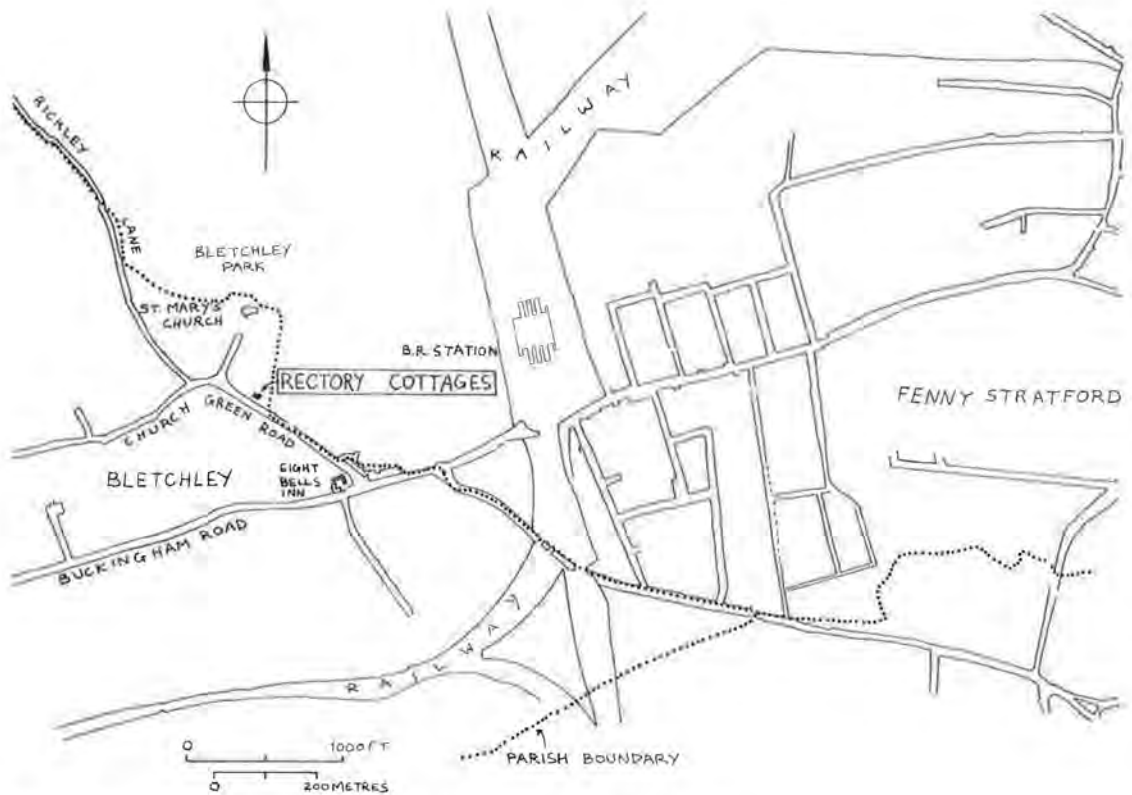 RAILWAY
RICKLEY
LANE
BLETCHLEY
PARK
ST. MARY'S
CHURCH
B.R. STATION
RECTORY COTTAGES
CHURCH GREEN ROAD
FENNY STRATFORD
BLETCHLEY
EIGHT
BELLS
INN
BUCKINGHAM ROAD
RAILWAY
PARISH BOUNDARY
0 1000 FT
0 200 METRES